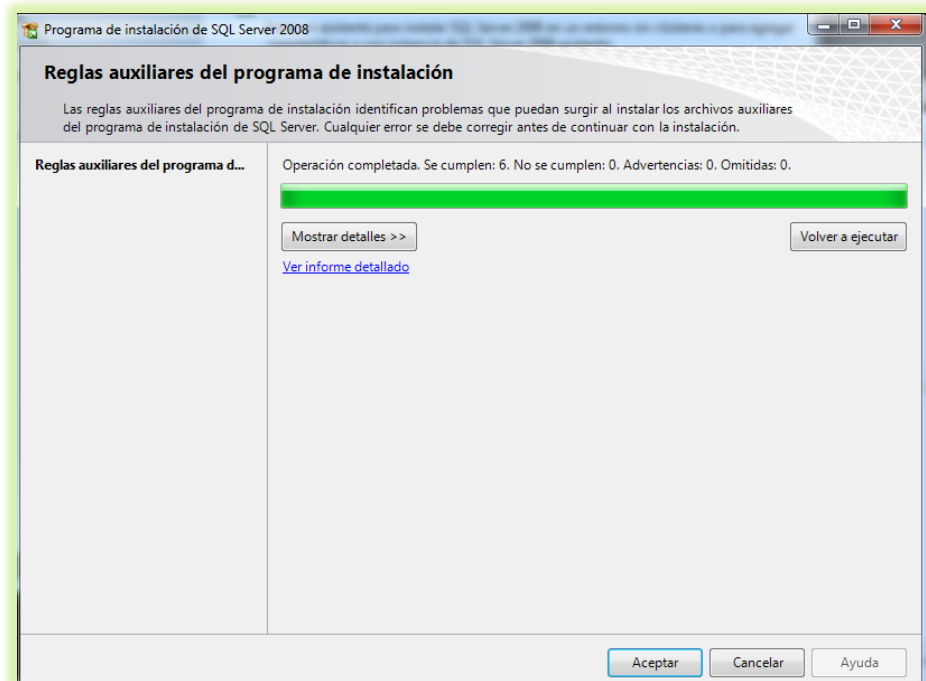 Programa de instalación de SQL Server 2008
Reglas auxiliares del programa de instalación
Las reglas auxiliares del programa de instalación identifican problemas que puedan surgir al instalar los archivos auxiliares
del programa de instalación de SQL Server. Cualquier error se debe corregir antes de continuar con la instalación.
Reglas auxiliares del programa d...
Operación completada. Se cumplen: 6. No se cumplen: 0. Advertencias: 0. Omitidas: 0.
Mostrar detalles >>
Volver a ejecutar
Ver informe detallado
Aceptar
Cancelar
Ayuda